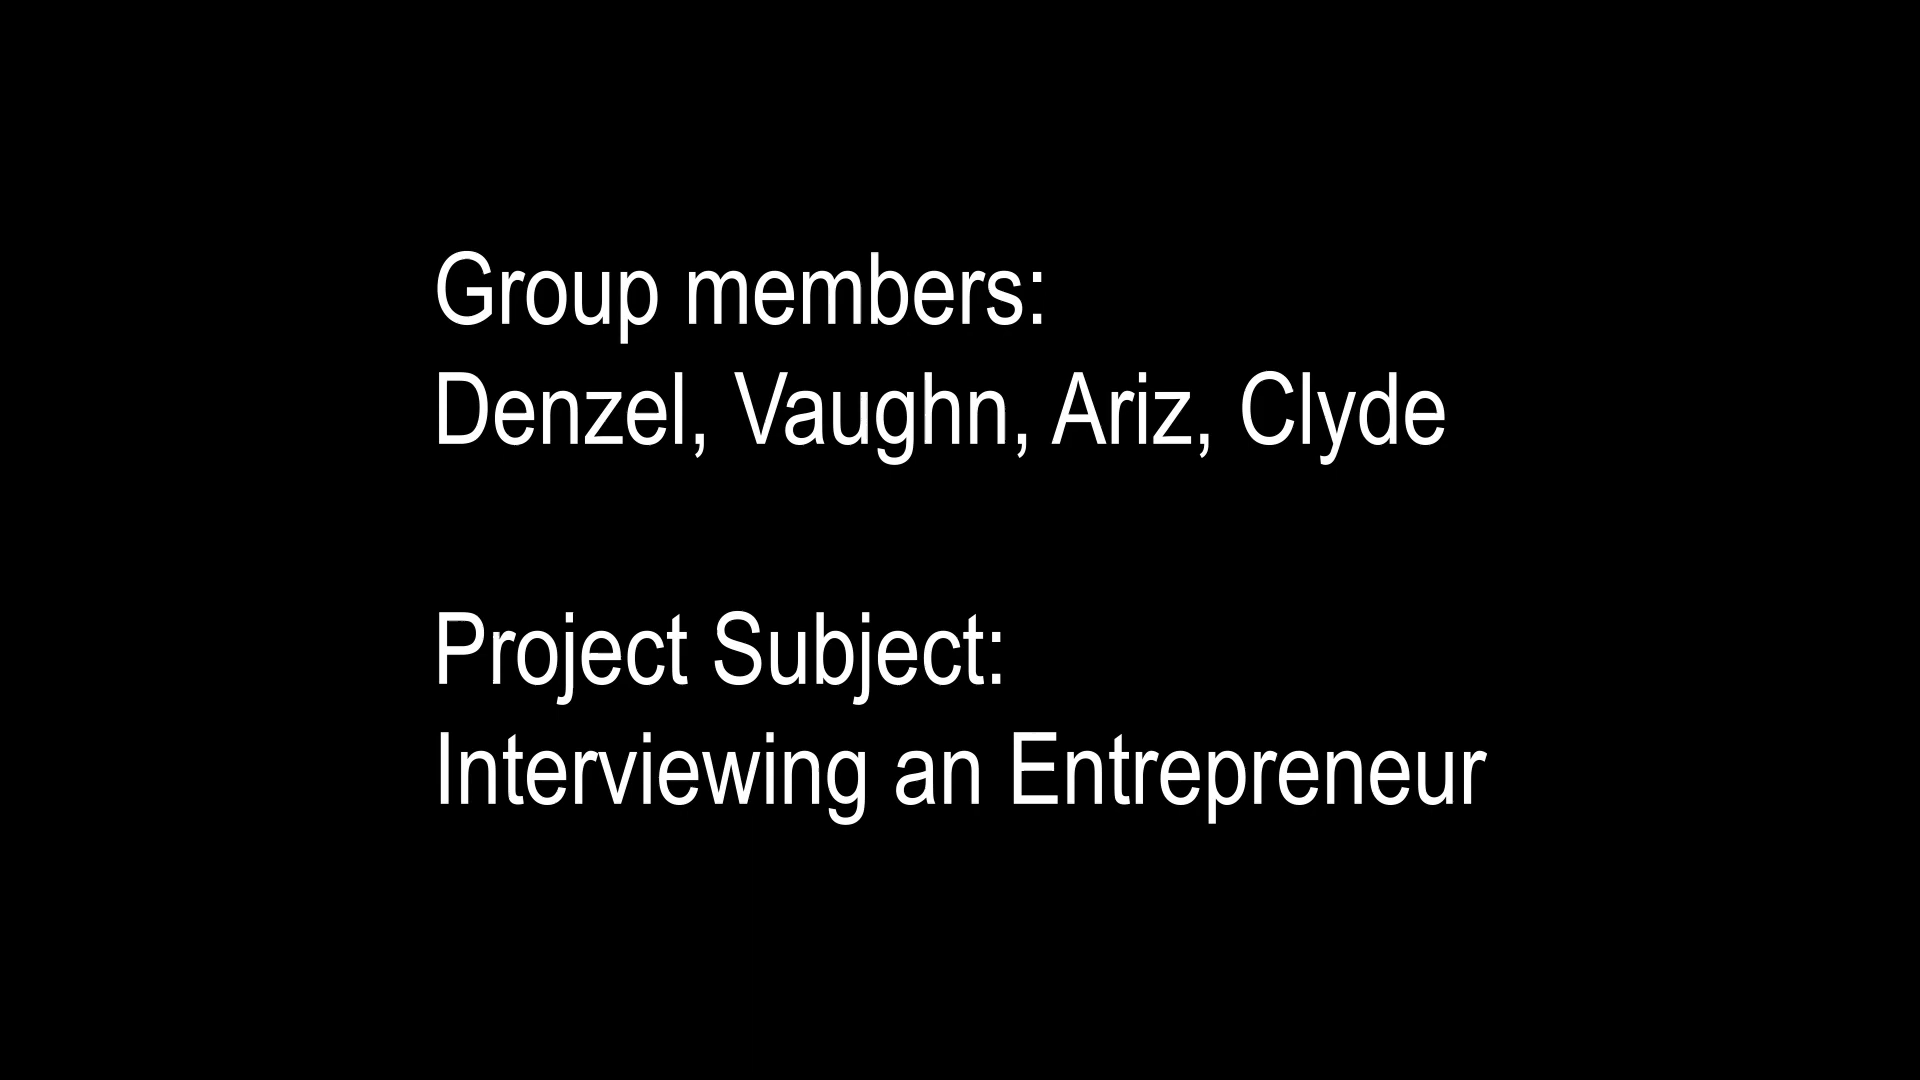 Group members:
Denzel, Vaughn, Ariz, Clyde
Project Subject:
Interviewing an Entrepreneur